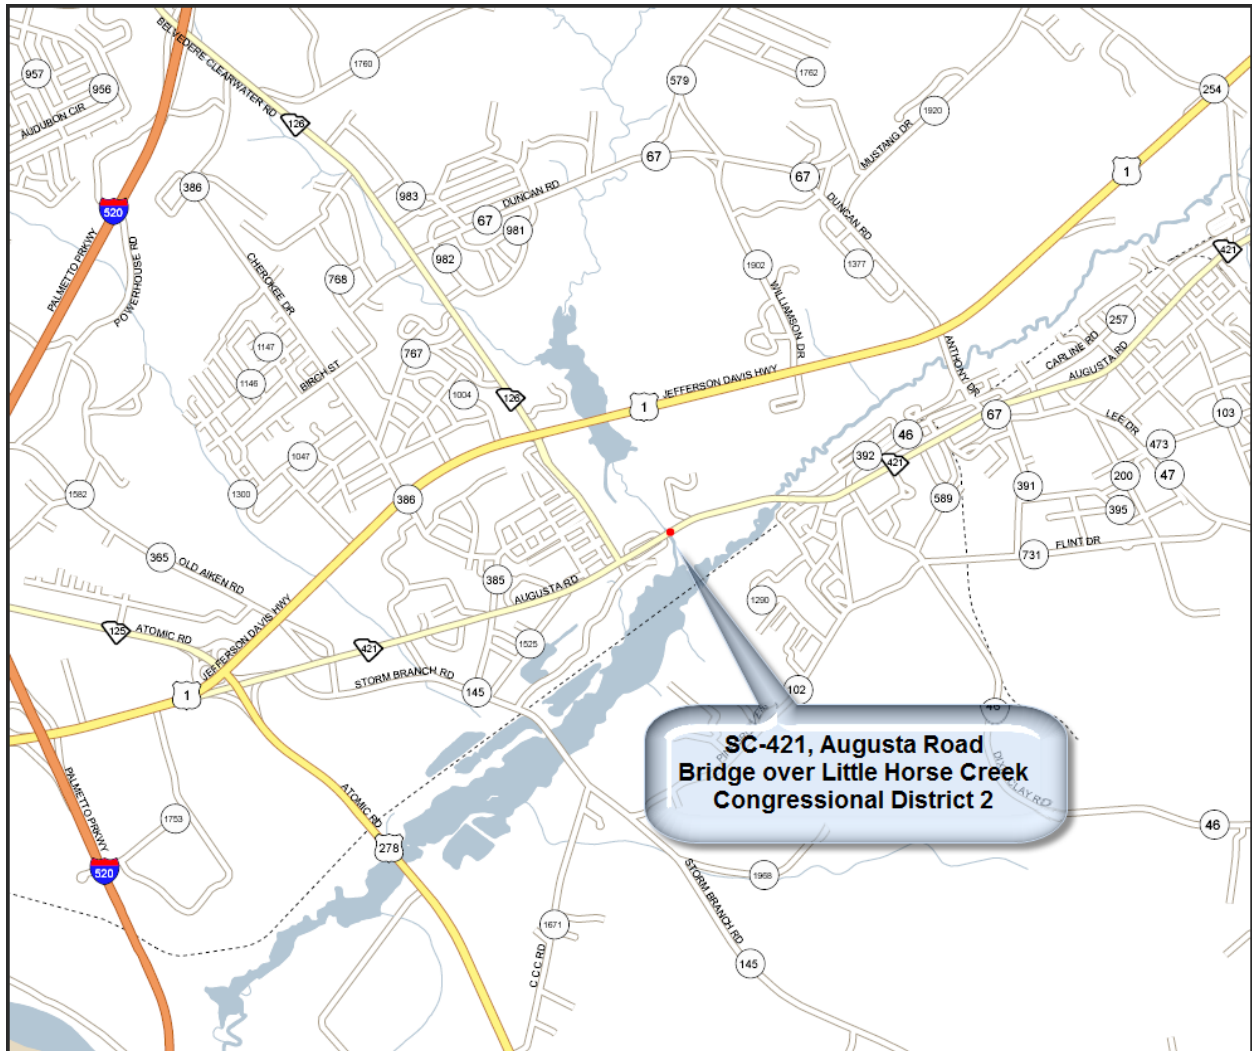 957
956
AUDUBON CIR
BELVEDERE CLEARWATER RD
1760
126
579
1762
1920
MUSTANG DR
254
1
67
67
DUNCAN RD
386
983
DUNCAN RD
67
981
982
520
PALMETTO PRKWY
POWERHOUSE RD
CHEROKEE DR
768
1902
WILLIAMSON DR
1377
421
257
CARLINE RD
AUGUSTA RD
ANTHONY DR
1147
1146
BIRCH ST
767
1004
126
JEFFERSON DAVIS HWY
1
67
LEE DR
103
46
392
421
473
47
200
395
391
589
731
FLINT DR
1047
1300
386
1582
365
OLD AIKEN RD
385
AUGUSTA RD
1290
125
ATOMIC RD
JEFFERSON DAVIS HWY
421
1525
STORM BRANCH RD
145
1
102
46
SC-421, Augusta Road
Bridge over Little Horse Creek
Congressional District 2
CLAY RD
46
PALMETTO PRKWY
1753
520
ATOMIC RD
278
STORM BRANCH RD
1968
1671
C C C RD
145